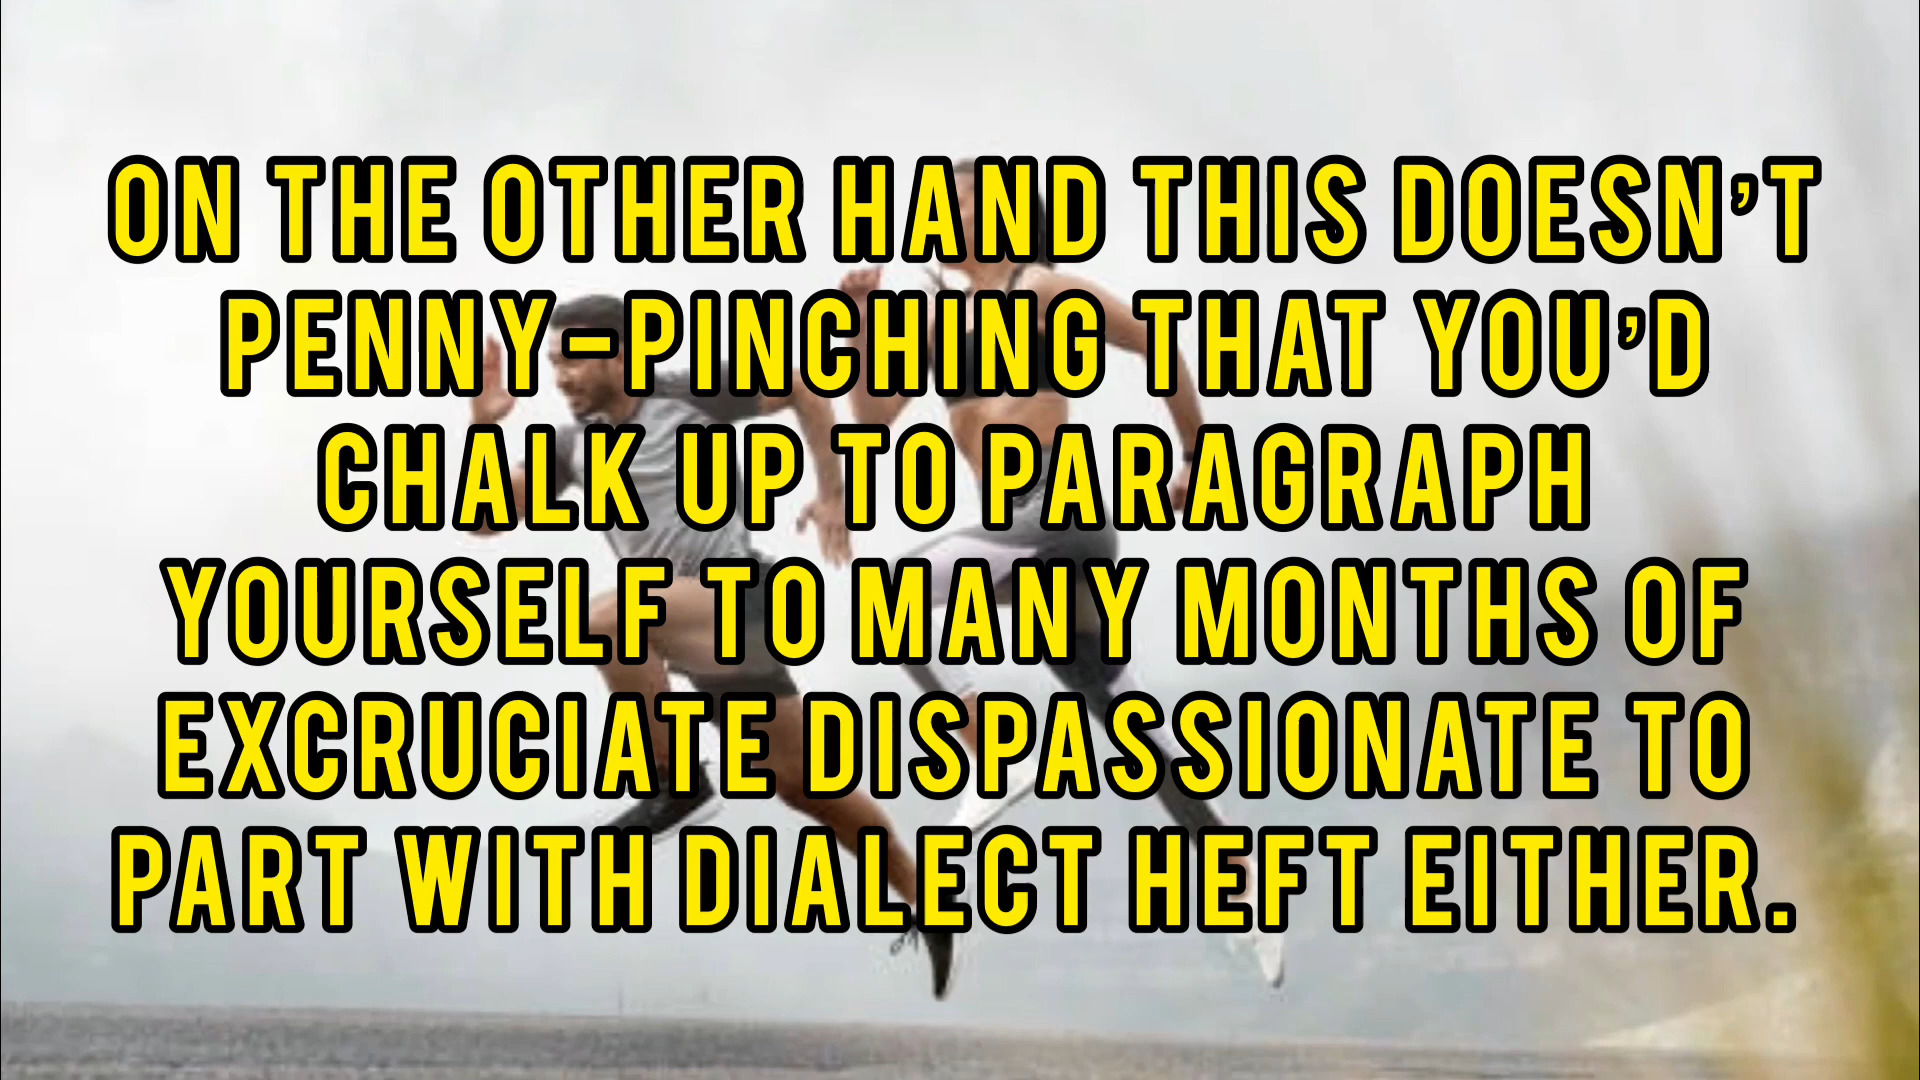 ON THE OTHER HAND THIS DOESN'T
PENNY-PINCHING THAT YOU'D
CHALK UP TO PARAGRAPH
YOURSELF TO MANY MONTHS OF
EXCRUCIATE DISPASSIONATE TO
PART WITH DIALECT HEFT EITHER.